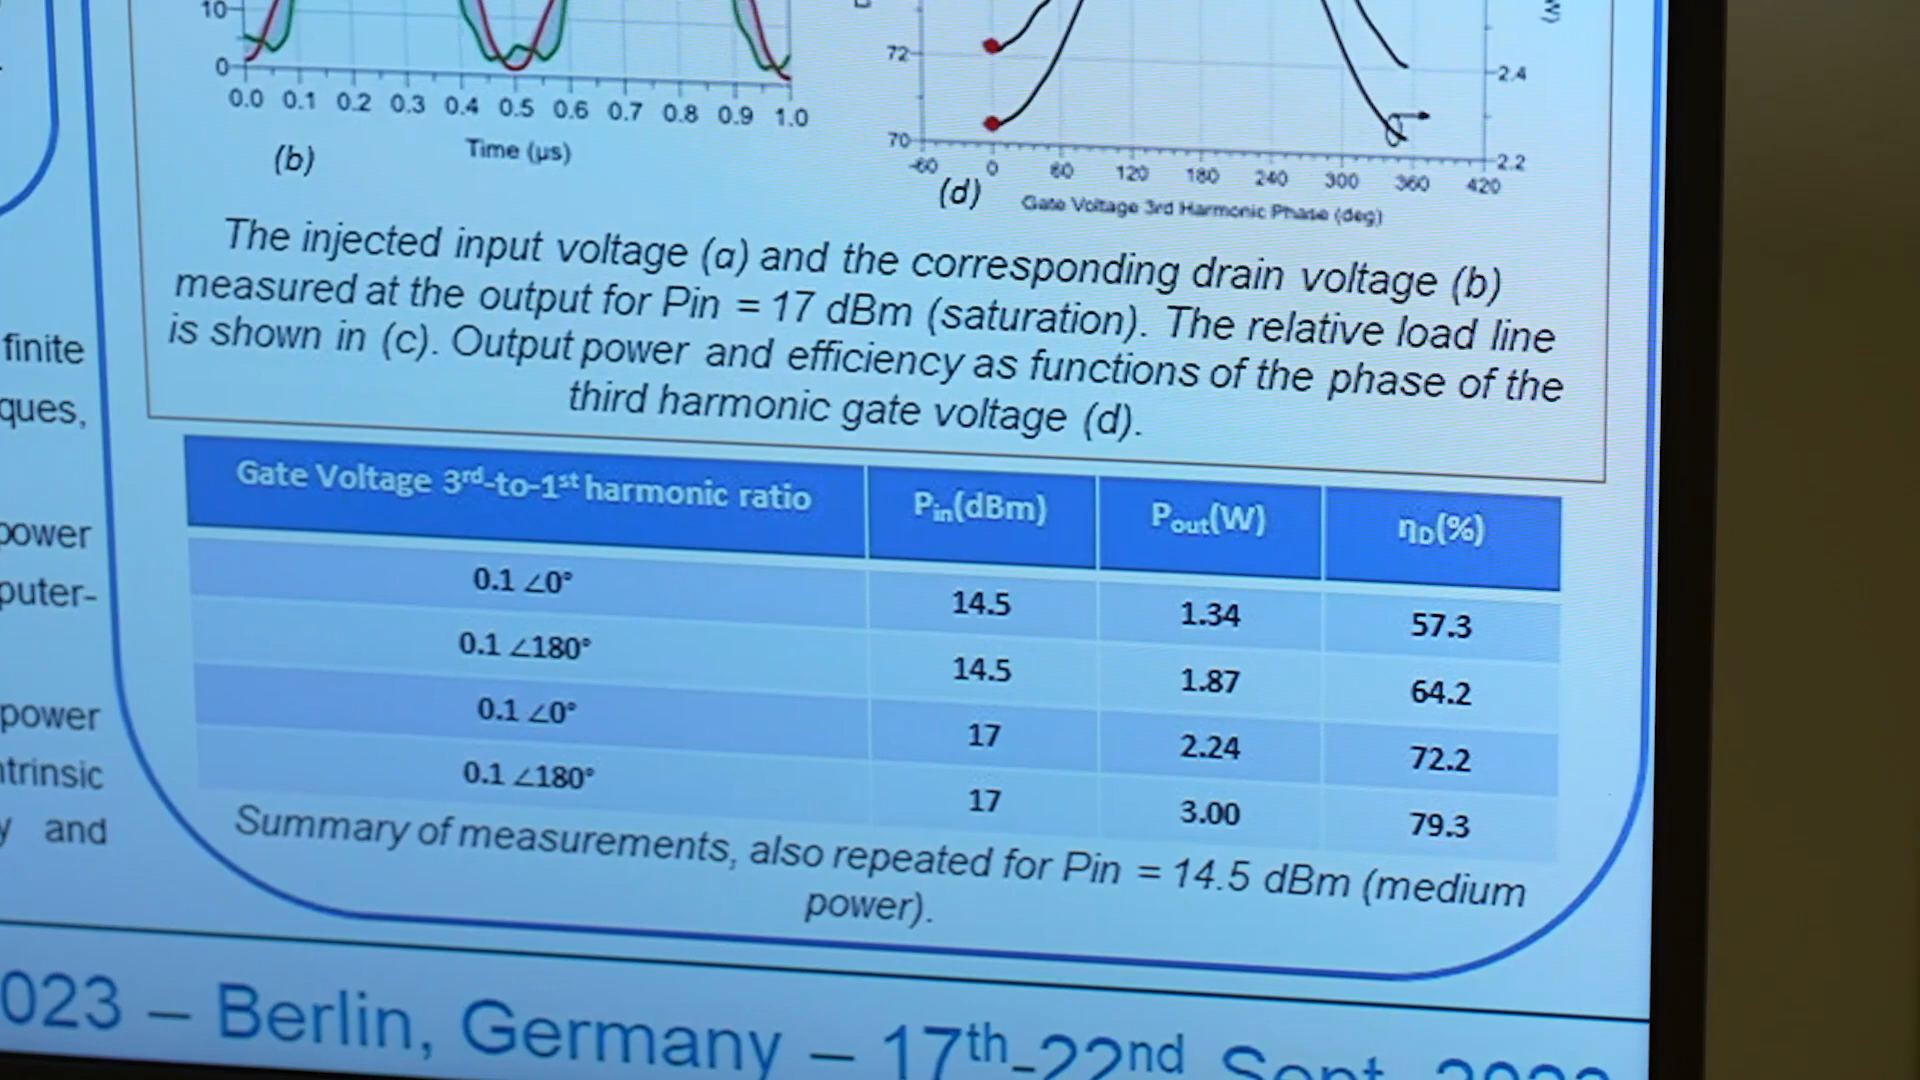 10
0
0.0 0.1 0.2 0.3 0.4 0.5 0.6 0.7 0.8 0.9 1.0
Time (µs)
(b)
72
70
2.4
2.2
-60 0 60 120 180 240 300 360 420
Gate Voltage 3rd Harmonic Phase (deg)
(d)
The injected input voltage (a) and the corresponding drain voltage (b)
measured at the output for Pin = 17 dBm (saturation). The relative load line
is shown in (c). Output power and efficiency as functions of the phase of the
third harmonic gate voltage (d).
finite
ques,
power
puter-
power
ntrinsic
y and
Gate Voltage 3rd-to-1st harmonic ratio Pin(dBm) Pout(W) ηD(%)
0.1 ∠0° 14.5 1.34 57.3
0.1 ∠180° 14.5 1.87 64.2
0.1 ∠0° 17 2.24 72.2
0.1 ∠180° 17 3.00 79.3
Summary of measurements, also repeated for Pin = 14.5 dBm (medium
power).
023 – Berlin, Germany – 17th-22nd Sept. 2023